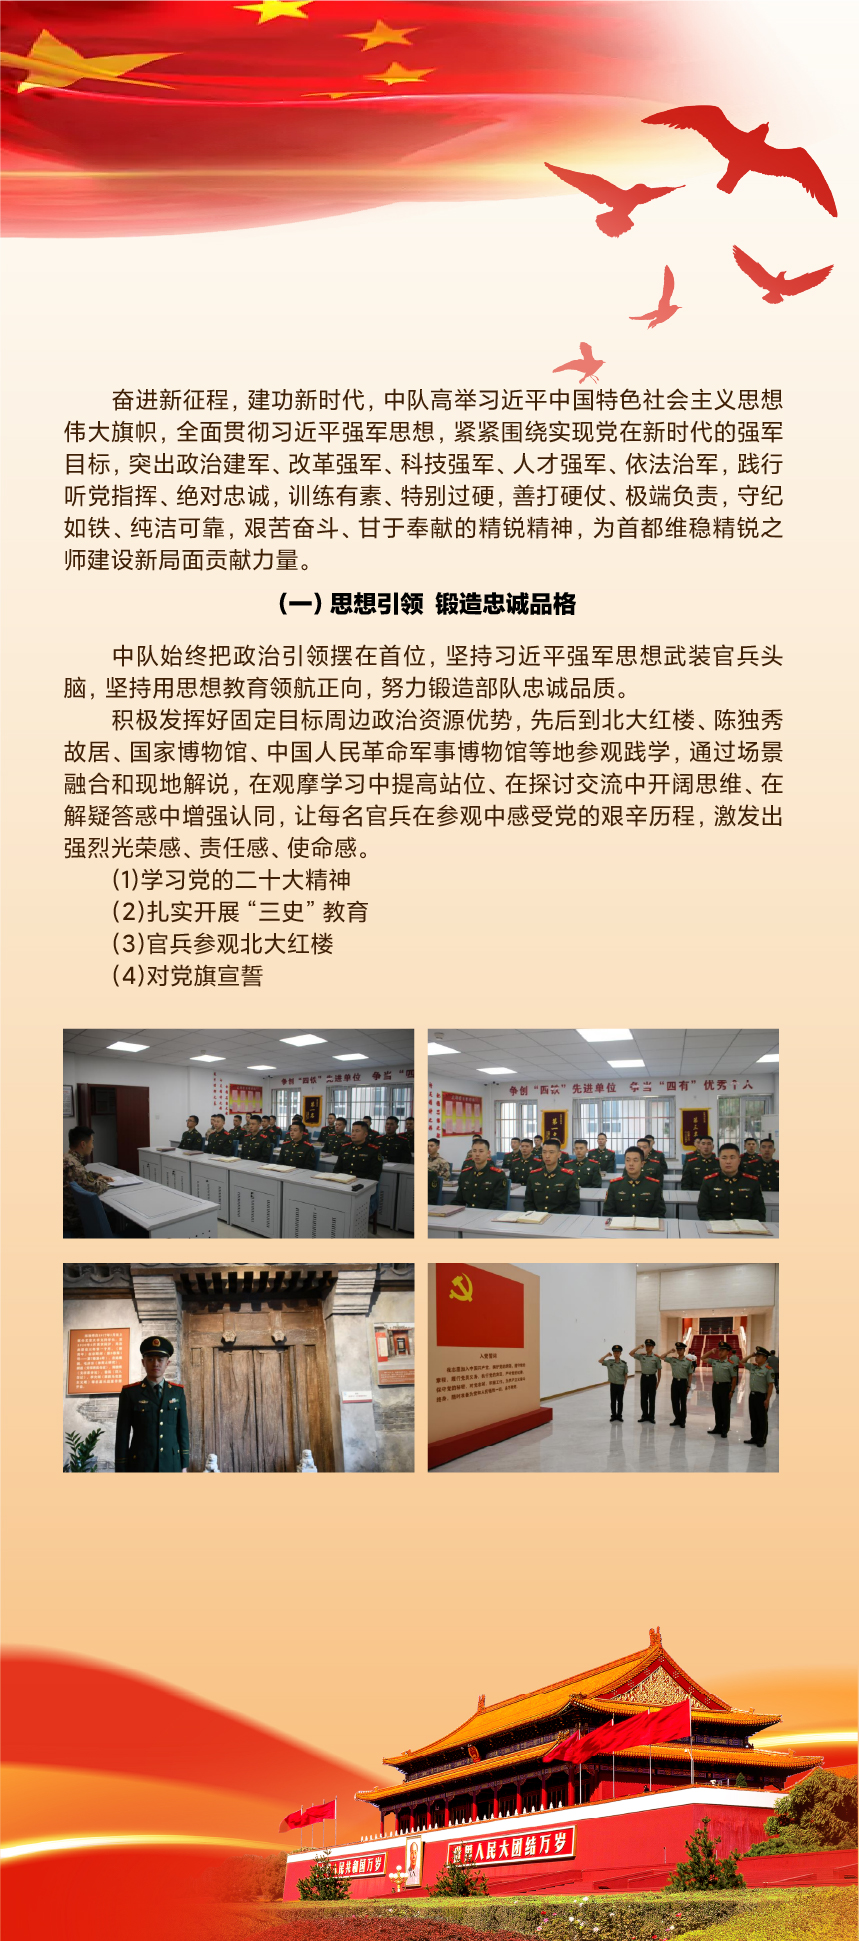 奋进新征程，建功新时代，中队高举习近平中国特色社会主义思想
伟大旗帜，全面贯彻习近平强军思想，紧紧围绕实现党在新时代的强军
目标，突出政治建军、改革强军、科技强军、人才强军、依法治军，践行
听党指挥、绝对忠诚，训练有素、特别过硬，善打硬仗、极端负责，守纪
如铁、纯洁可靠，艰苦奋斗、甘于奉献的精锐精神，为首都维稳精锐之
师建设新局面贡献力量。
（一）思想引领 锻造忠诚品格
中队始终把政治引领摆在首位，坚持习近平强军思想武装官兵头
脑，坚持用思想教育领航正向，努力锻造部队忠诚品质。
积极发挥好固定目标周边政治资源优势，先后到北大红楼、陈独秀
故居、国家博物馆、中国人民革命军事博物馆等地参观践学，通过场景
融合和现地解说，在观摩学习中提高站位、在探讨交流中开阔思维、在
解疑答惑中增强认同，让每名官兵在参观中感受党的艰辛历程，激发出
强烈光荣感、责任感、使命感。
(1)学习党的二十大精神
(2)扎实开展“三史”教育
(3)官兵参观北大红楼
(4)对党旗宣誓
争创“四铁”先进单位 争当“四
争创“四铁”先进单位 争当“四有”优秀个人
入党誓词
人民共和国万岁
世界人民大团结万岁